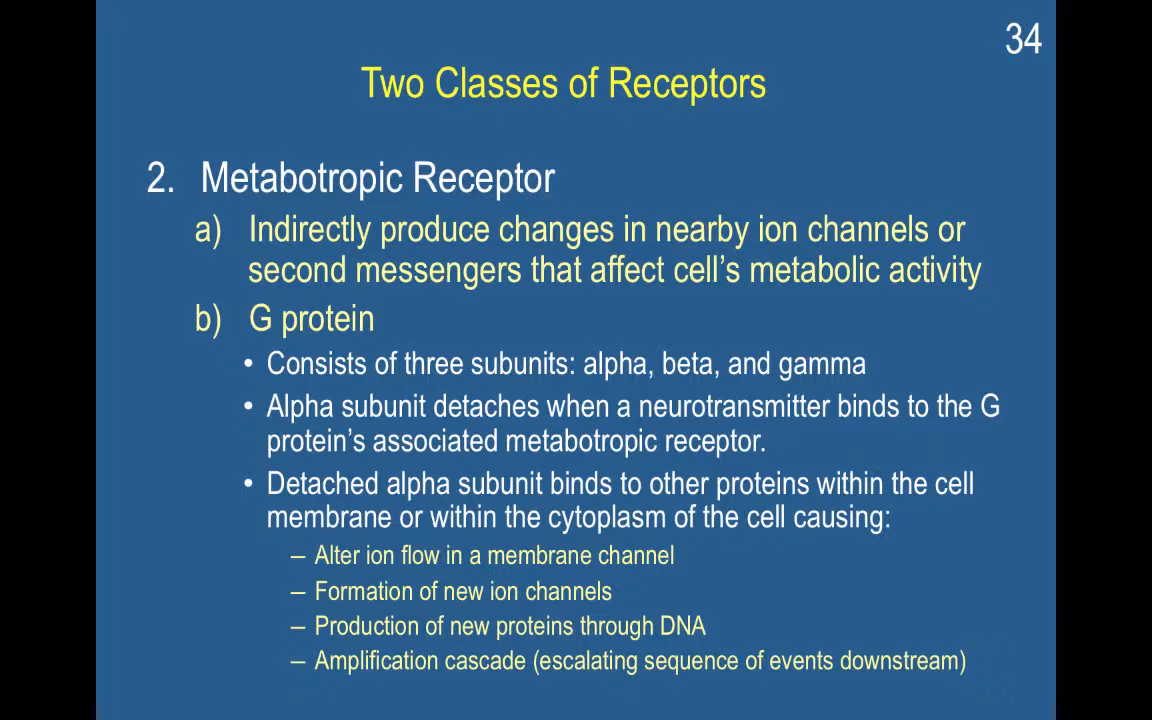 34
Two Classes of Receptors
2. Metabotropic Receptor
a) Indirectly produce changes in nearby ion channels or
second messengers that affect cell’s metabolic activity
b) G protein
• Consists of three subunits: alpha, beta, and gamma
• Alpha subunit detaches when a neurotransmitter binds to the G
protein’s associated metabotropic receptor.
• Detached alpha subunit binds to other proteins within the cell
membrane or within the cytoplasm of the cell causing:
– Alter ion flow in a membrane channel
– Formation of new ion channels
– Production of new proteins through DNA
– Amplification cascade (escalating sequence of events downstream)